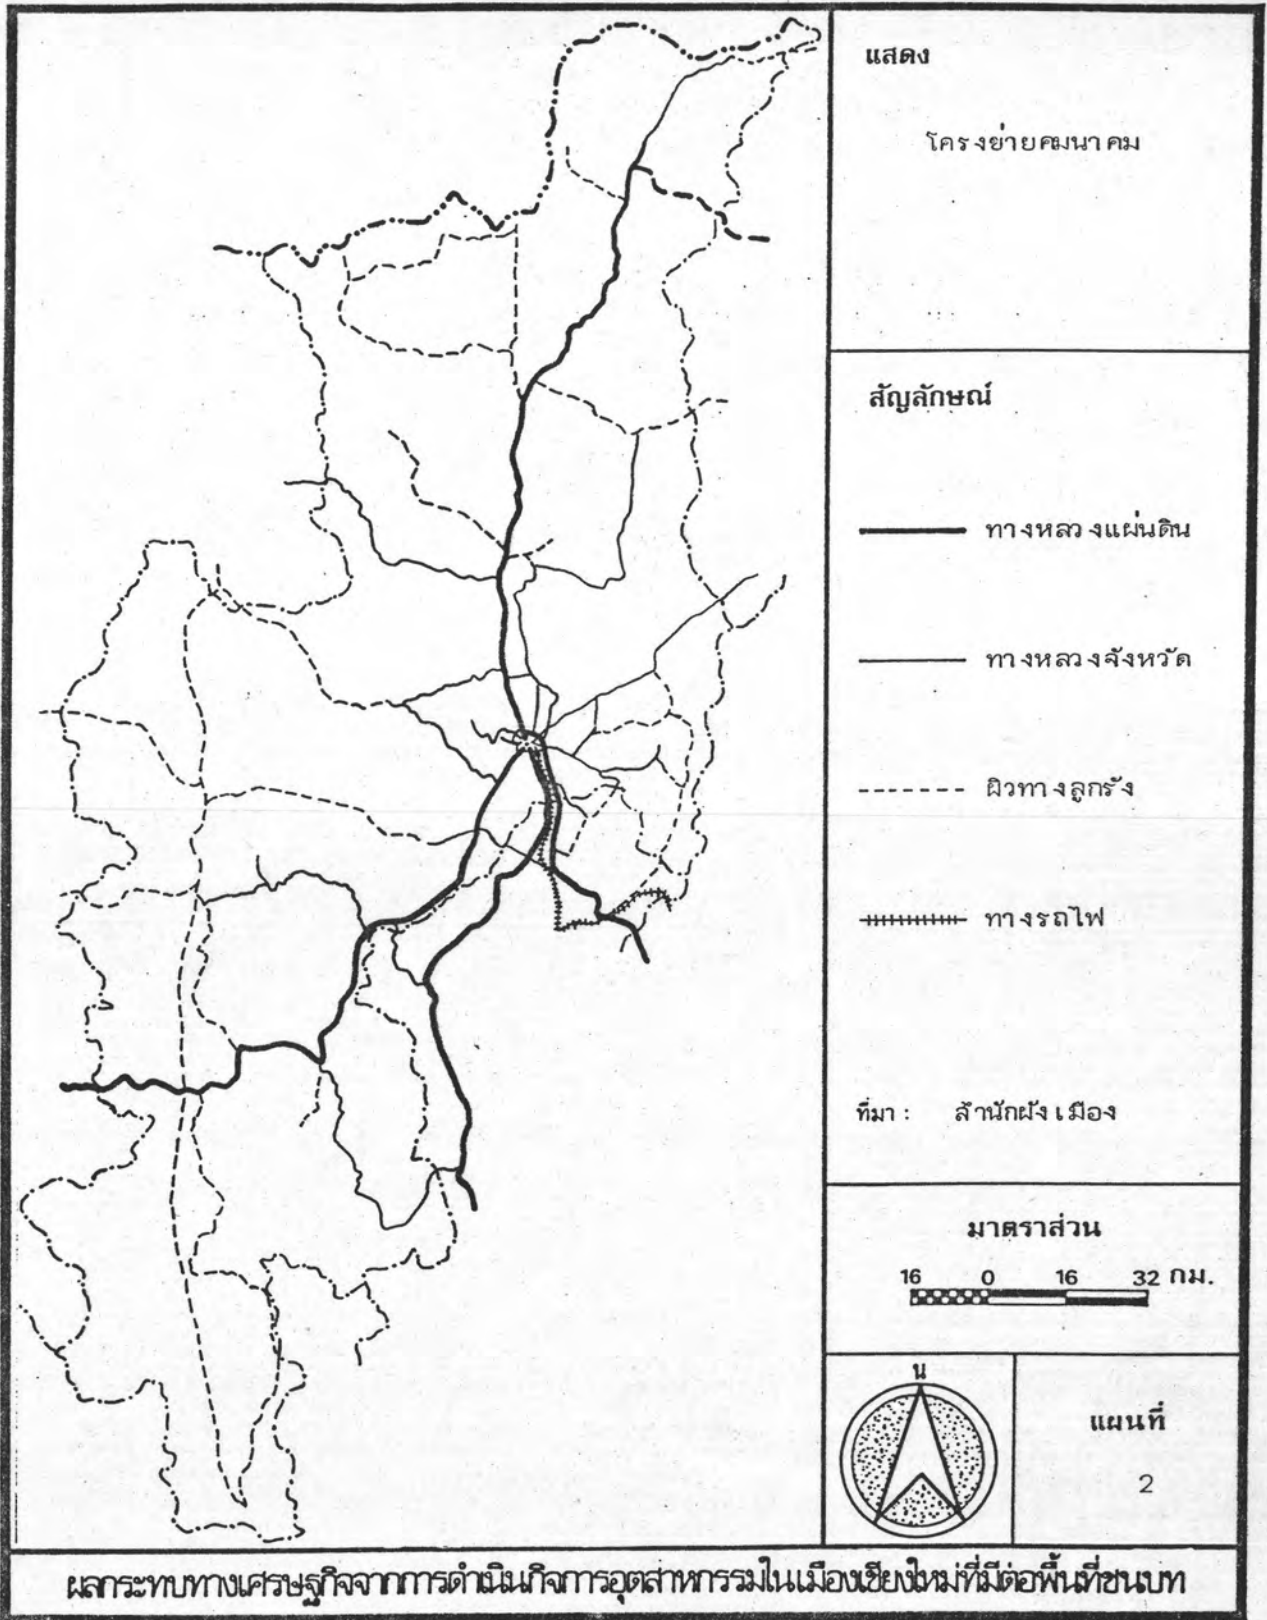 แสดง
โครงข่ายคมนาคม
สัญลักษณ์
ทางหลวงแผ่นดิน
ทางหลวงจังหวัด
ผิวทางลูกรัง
ทางรถไฟ
ที่มา : สำนักผังเมือง
มาตราส่วน
16 0 16 32 กม.
น
แผนที่
2
ผลกระทบทางเศรษฐกิจจากการดำเนินกิจการอุตสาหกรรมในเมืองเชียงใหม่ที่มีต่อพื้นที่ชนบท